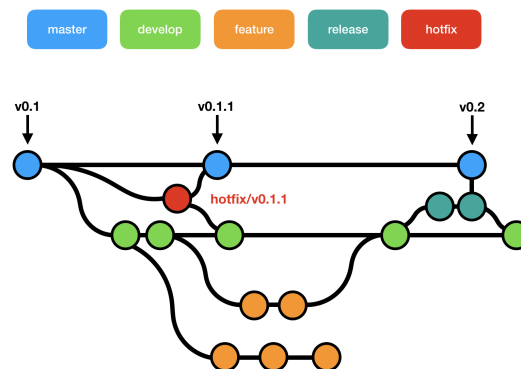 master develop feature release hotfix
v0.1 v0.1.1 v0.2
hotfix/v0.1.1